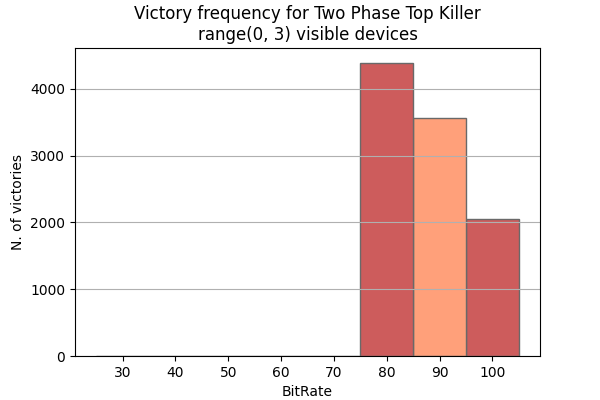 Victory frequency for Two Phase Top Killer
range(0, 3) visible devices
N. of victories
4000
3000
2000
1000
0
30 40 50 60 70 80 90 100
BitRate